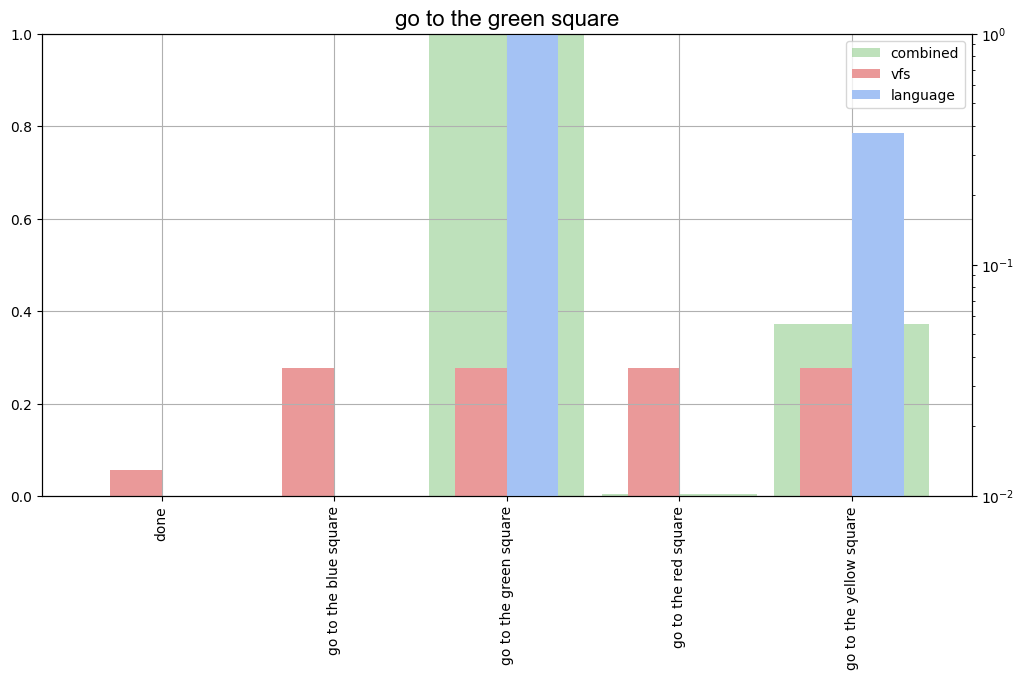 go to the green square
1.0
0.8
0.6
0.4
0.2
0.0
10⁰
10⁻¹
10⁻²
combined
vfs
language
done
go to the blue square
go to the green square
go to the red square
go to the yellow square